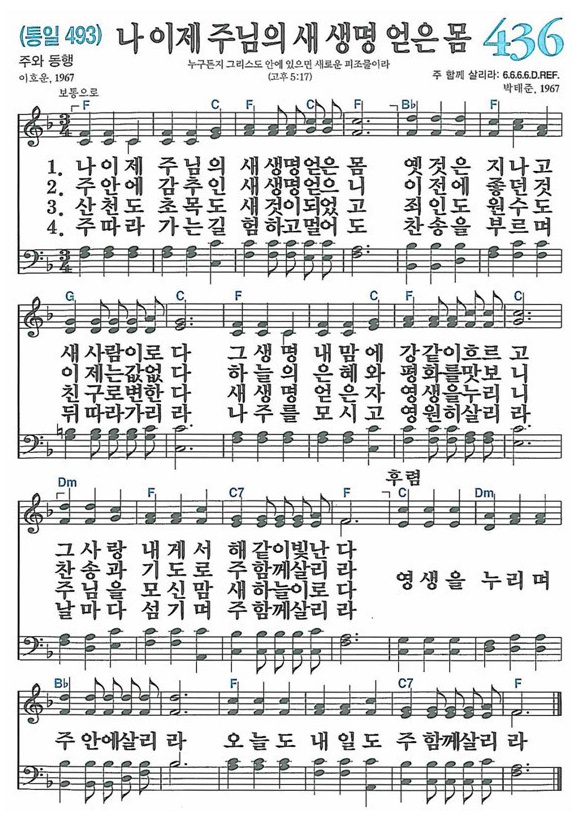 (통일 493) 나 이제 주님의 새 생명 얻은 몸 436
주와 동행
누구든지 그리스도 안에 있으면 새로운 피조물이라
(고후 5:17)
이호운, 1967
주 함께 살리라: 6.6.6.6.D.REF.
박태준, 1967
보통으로
F C F F C F B♭ F
1. 나 이제 주님의 새 생명얻은 몸 옛것은 지나고
2. 주안에 감추인 새 생명얻으 니 이전에 좋던것
3. 산천도 초목도 새 것이되었고 죄인도 원수도
4. 주따라 가는길 험하고멀어도 찬송을 부르며
G C F C F C
새 사람이로 다 그 생명 내 맘에 강같이흐르 고
이 제는값없 다 하늘의 은혜와 평화를맛보 니
친 구로변한 다 새생명 얻은자 영생을누리 니
뒤 따라가리 라 나 주를 모시고 영원히살리 라
후렴
Dm F C7 F C Dm
그 사랑 내게서 해같이빛난 다
찬송과 기도로 주함께살리 라
주님을 모신맘 새하늘이로 다
날마다 섬기며 주함께살리 라
영생을 누리며
B♭ F C7 F
주 안에살리 라 오늘도 내일도 주함께살리 라